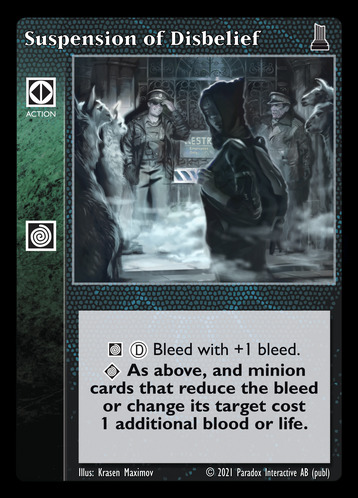 Suspension of Disbelief
ACTION
RESTR
D Bleed with +1 bleed.
As above, and minion
cards that reduce the bleed
or change its target cost
1 additional blood or life.
Illus: Krasen Maximov © 2021 Paradox Interactive AB (publ)